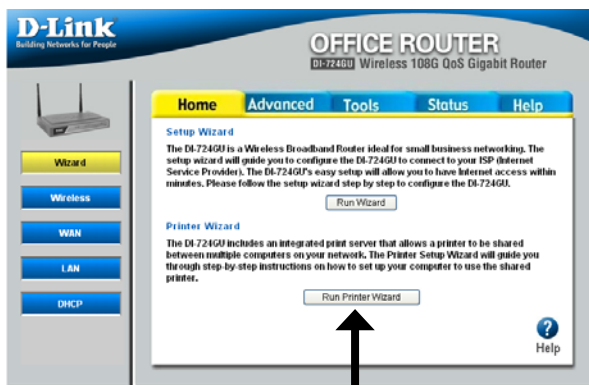 D-Link
Building Networks for People
OFFICE ROUTER
DI-724GU Wireless 108G QoS Gigabit Router
Home Advanced Tools Status Help
Wizard
Wireless
WAN
LAN
DHCP
Setup Wizard
The DI-724GU is a Wireless Broadband Router ideal for small business networking. The
setup wizard will guide you to configure the DI-724GU to connect to your ISP (Internet
Service Provider). The DI-724GU's easy setup will allow you to have Internet access within
minutes. Please follow the setup wizard step by step to configure the DI-724GU.
Run Wizard
Printer Wizard
The DI-724GU includes an integrated print server that allows a printer to be shared
between multiple computers on your network. The Printer Setup Wizard will guide you
through step-by-step instructions on how to set up your computer to use the shared
printer.
Run Printer Wizard
Help